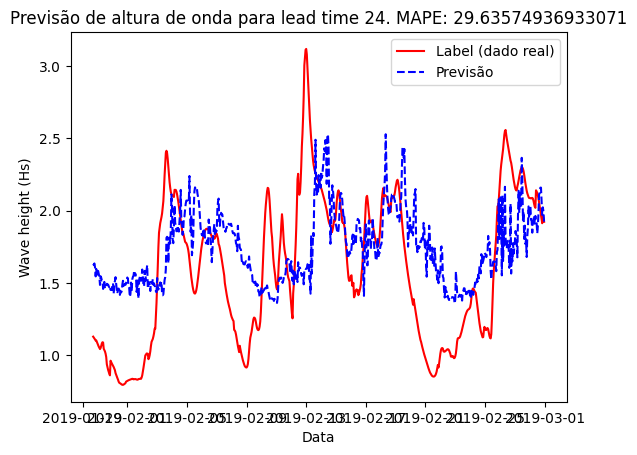 Previsão de altura de onda para lead time 24. MAPE: 29.63574936933071
Label (dado real)
Previsão
Wave height (Hs)
3.0
2.5
2.0
1.5
1.0
2019-02-01
2019-02-05
2019-02-09
2019-02-13
2019-02-17
2019-02-21
2019-02-25
2019-03-01
Data